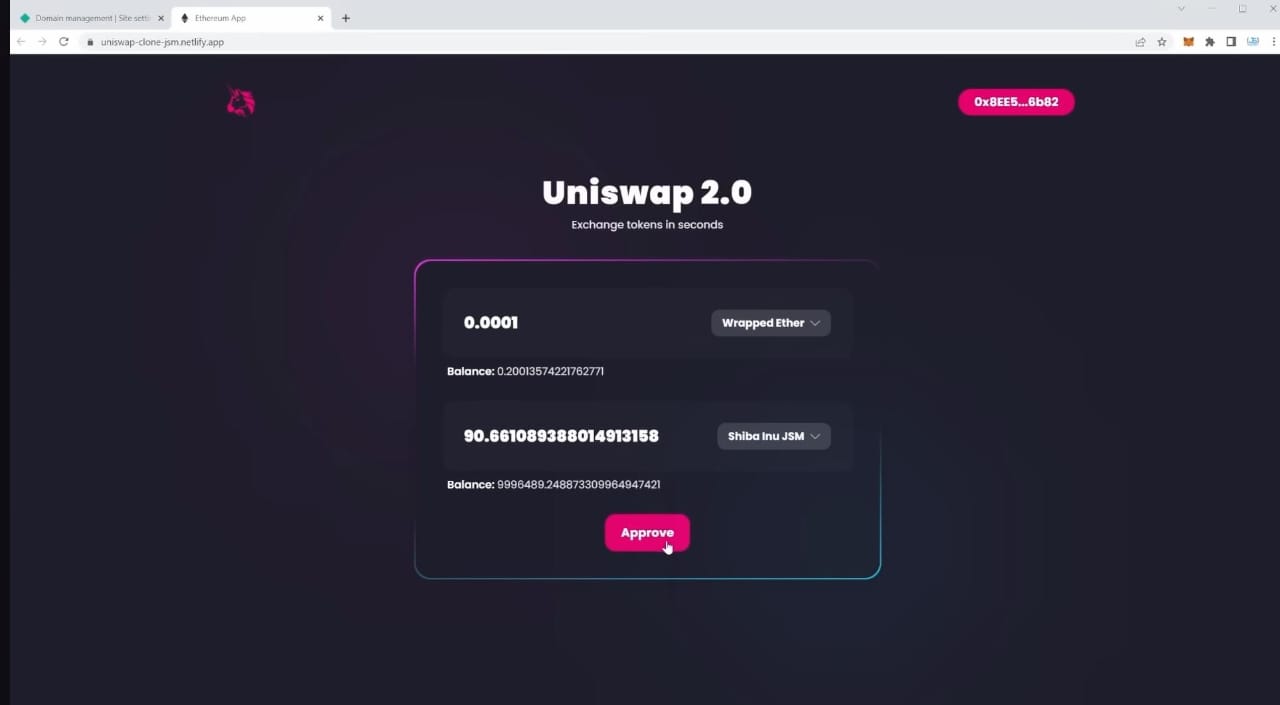 Domain management | Site setti
Ethereum App
uniswap-clone-jsm.netlify.app
0x8EE5...6b82
Uniswap 2.0
Exchange tokens in seconds
0.0001
Wrapped Ether
Balance: 0.20013574221762771
90.661089388014913158
Shiba Inu JSM
Balance: 9996489.248873309964947421
Approve